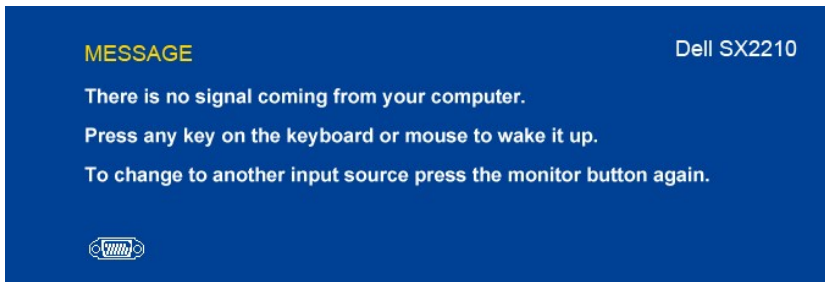 MESSAGE
Dell SX2210
There is no signal coming from your computer.
Press any key on the keyboard or mouse to wake it up.
To change to another input source press the monitor button again.